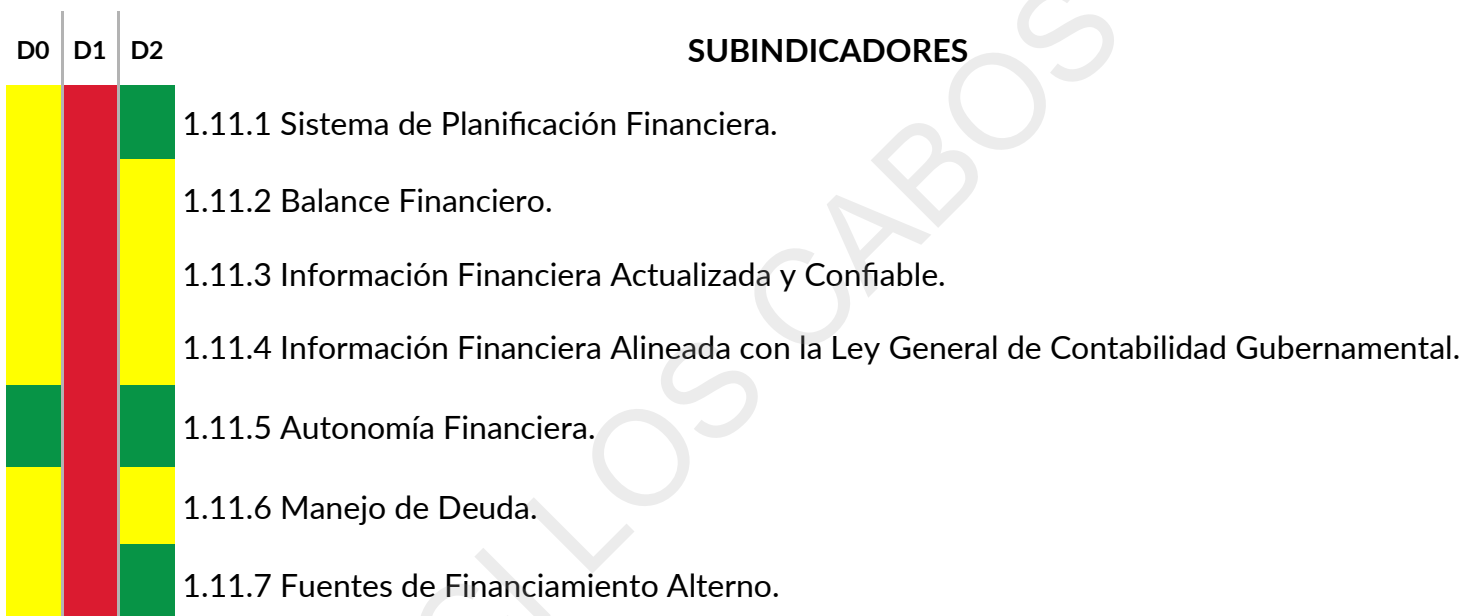 D0 D1 D2 SUBINDICADORES
1.11.1 Sistema de Planificación Financiera.
1.11.2 Balance Financiero.
1.11.3 Información Financiera Actualizada y Confiable.
1.11.4 Información Financiera Alineada con la Ley General de Contabilidad Gubernamental.
1.11.5 Autonomía Financiera.
1.11.6 Manejo de Deuda.
1.11.7 Fuentes de Financiamiento Alterno.
LOS CABOS